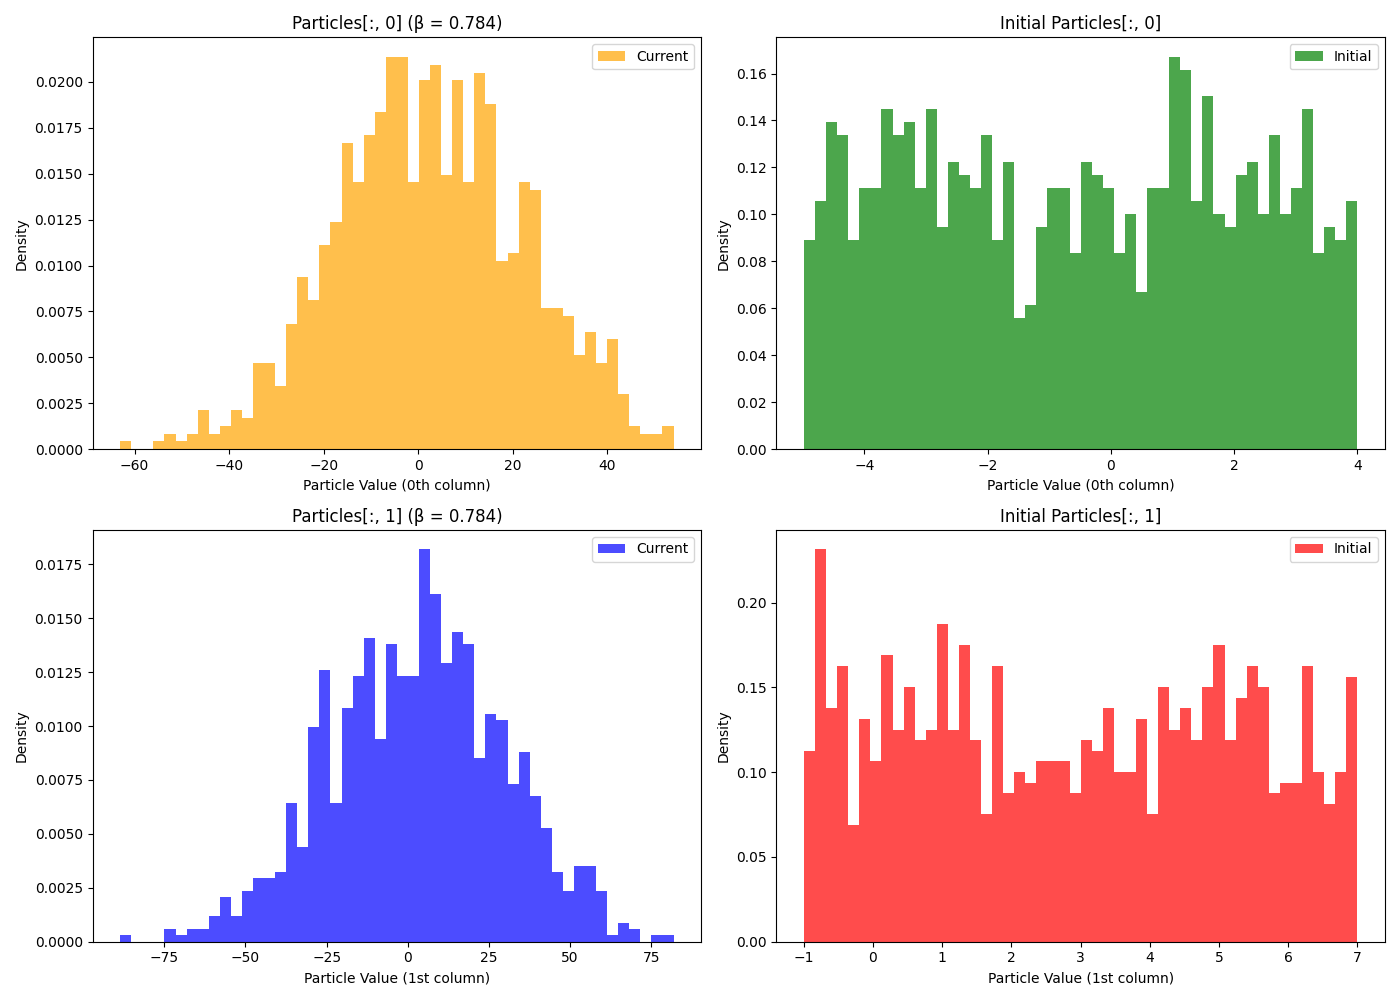 Particles[:, 0] (β = 0.784)
Current
Density
0.0200
0.0175
0.0150
0.0125
0.0100
0.0075
0.0050
0.0025
0.0000
−60 −40 −20 0 20 40
Particle Value (0th column)
Initial Particles[:, 0]
Initial
Density
0.16
0.14
0.12
0.10
0.08
0.06
0.04
0.02
0.00
−4 −2 0 2 4
Particle Value (0th column)
Particles[:, 1] (β = 0.784)
Current
Density
0.0175
0.0150
0.0125
0.0100
0.0075
0.0050
0.0025
0.0000
−75 −50 −25 0 25 50 75
Particle Value (1st column)
Initial Particles[:, 1]
Initial
Density
0.20
0.15
0.10
0.05
0.00
−1 0 1 2 3 4 5 6 7
Particle Value (1st column)